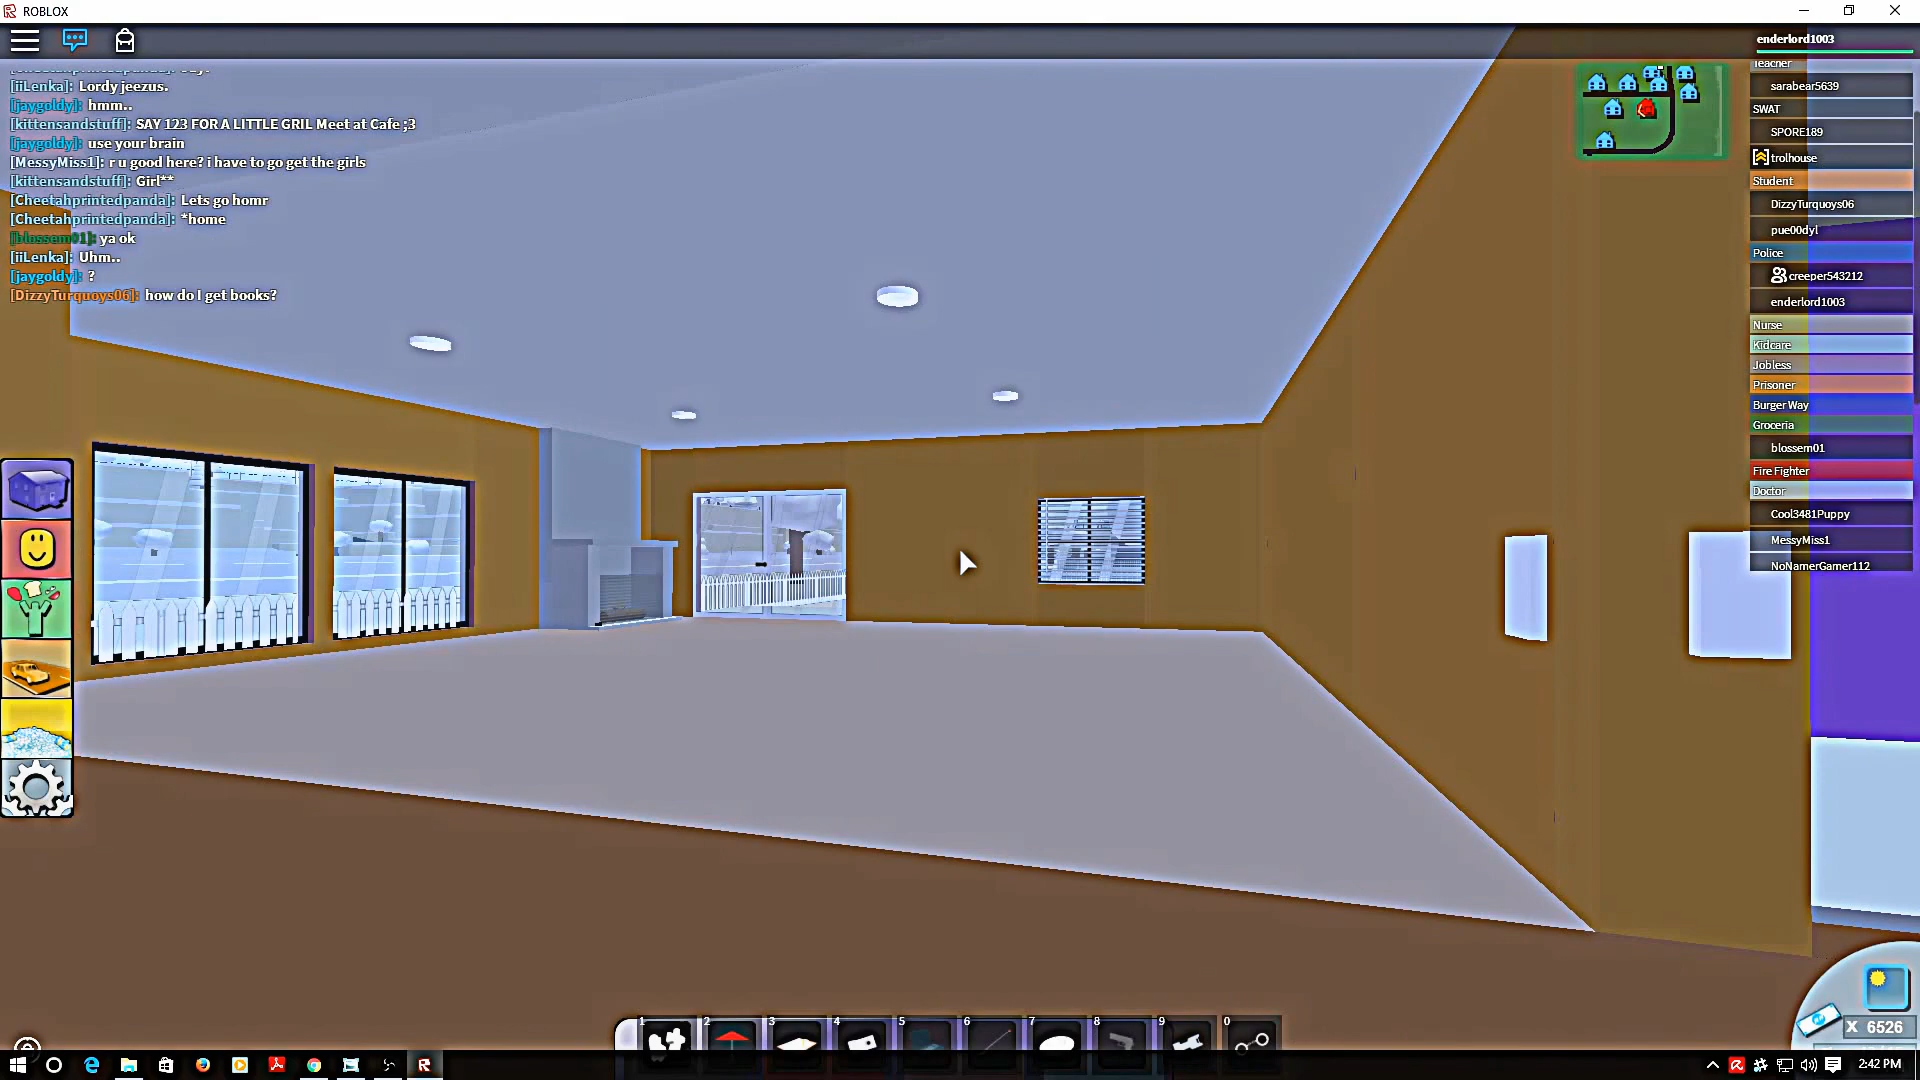 ROBLOX
enderlord1003
[iiLenka]: Lordy jeezus.
[jaygoldy]: hmm..
[kittensandstuff]: SAY 123 FOR A LITTLE GRIL Meet at Cafe ;3
[jaygoldy]: use your brain
[MessyMiss1]: r u good here? i have to go get the girls
[kittensandstuff]: Girl**
[Cheetahprintedpanda]: Lets go homr
[Cheetahprintedpanda]: *home
[blossem01]: ya ok
[iiLenka]: Uhm..
[jaygoldy]: ?
[DizzyTurquoys06]: how do I get books?
Teacher
sarabear5639
SWAT
SPORE189
trolhouse
Student
DizzyTurquoys06
pue00dyl
Police
creeper543212
enderlord1003
Nurse
Kidcare
Jobless
Prisoner
Burger Way
Groceria
blossem01
Fire Fighter
Doctor
Cool3481Puppy
MessyMiss1
NoNamerGamer112
1 2 3 4 5 6 7 8 9 0
X 6526
2:42 PM